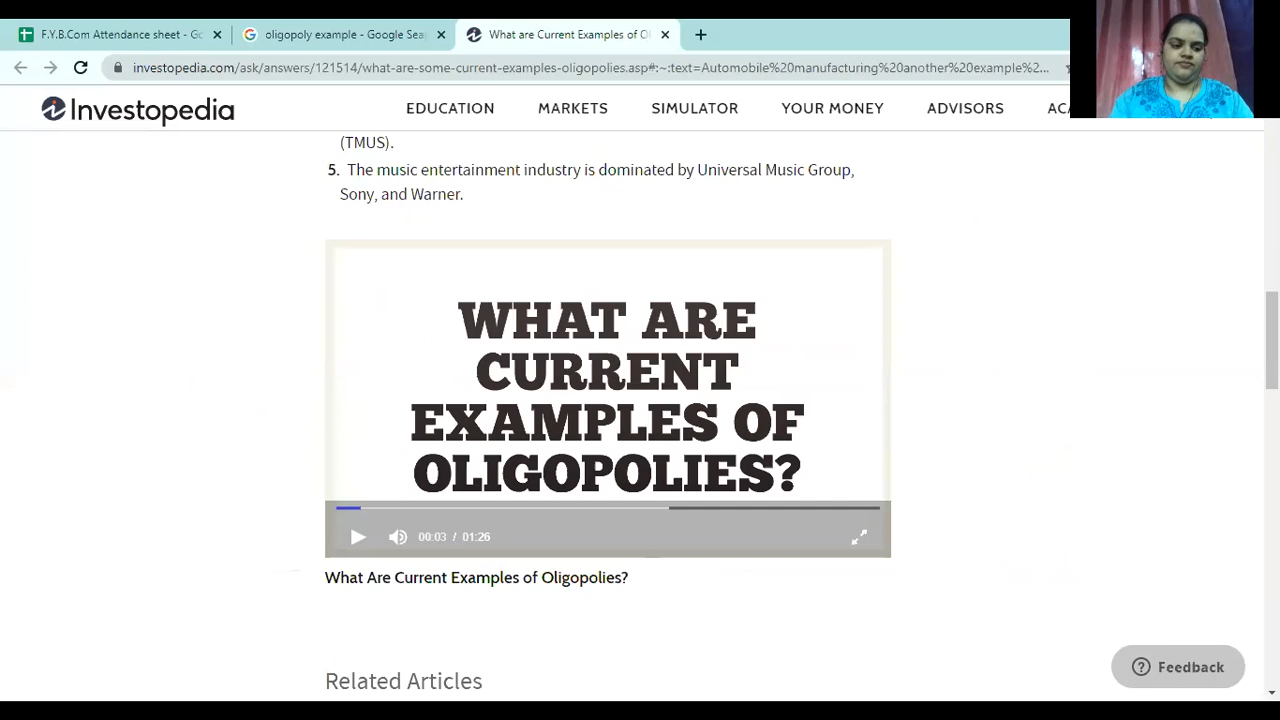 F.Y.B.Com Attendance sheet - Go
oligopoly example - Google Sea
What are Current Examples of Ol
investopedia.com/ask/answers/121514/what-are-some-current-examples-oligopolies.asp#:~:text=Automobile%20manufacturing%20another%20example%2...
Investopedia
EDUCATION
MARKETS
SIMULATOR
YOUR MONEY
ADVISORS
ACA
(TMUS).
5. The music entertainment industry is dominated by Universal Music Group,
Sony, and Warner.
WHAT ARE
CURRENT
EXAMPLES OF
OLIGOPOLIES?
00:03 / 01:26
What Are Current Examples of Oligopolies?
Related Articles
Feedback